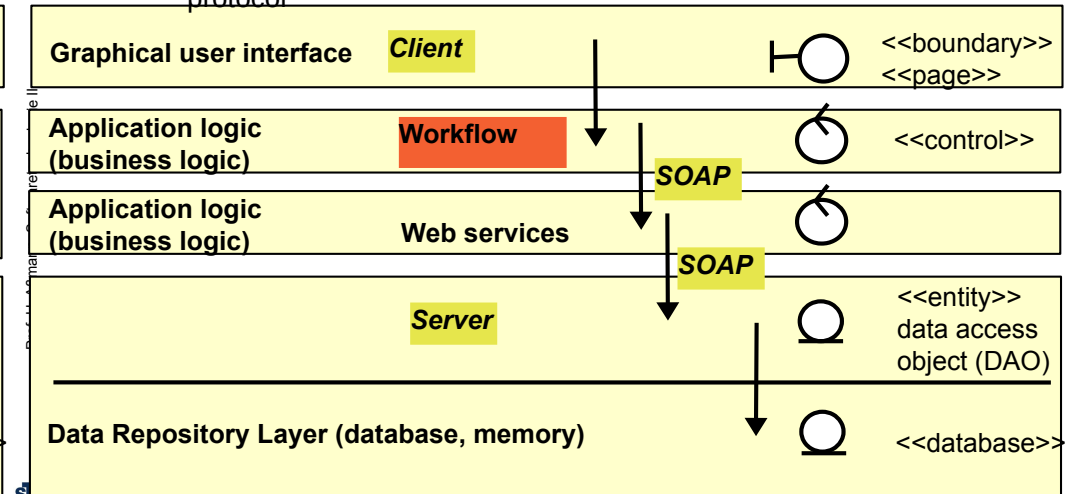 protocol
Graphical user interface
Client
<<boundary>>
<<page>>
Application logic
(business logic)
Workflow
<<control>>
SOAP
Application logic
(business logic)
Web services
SOAP
Server
<<entity>>
data access
object (DAO)
Data Repository Layer (database, memory)
<<database>>